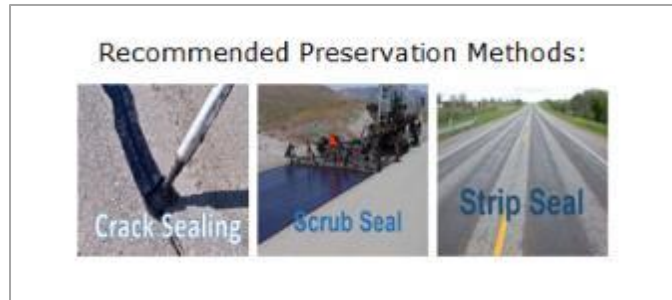 Recommended Preservation Methods:
Crack Sealing
Scrub Seal
Strip Seal